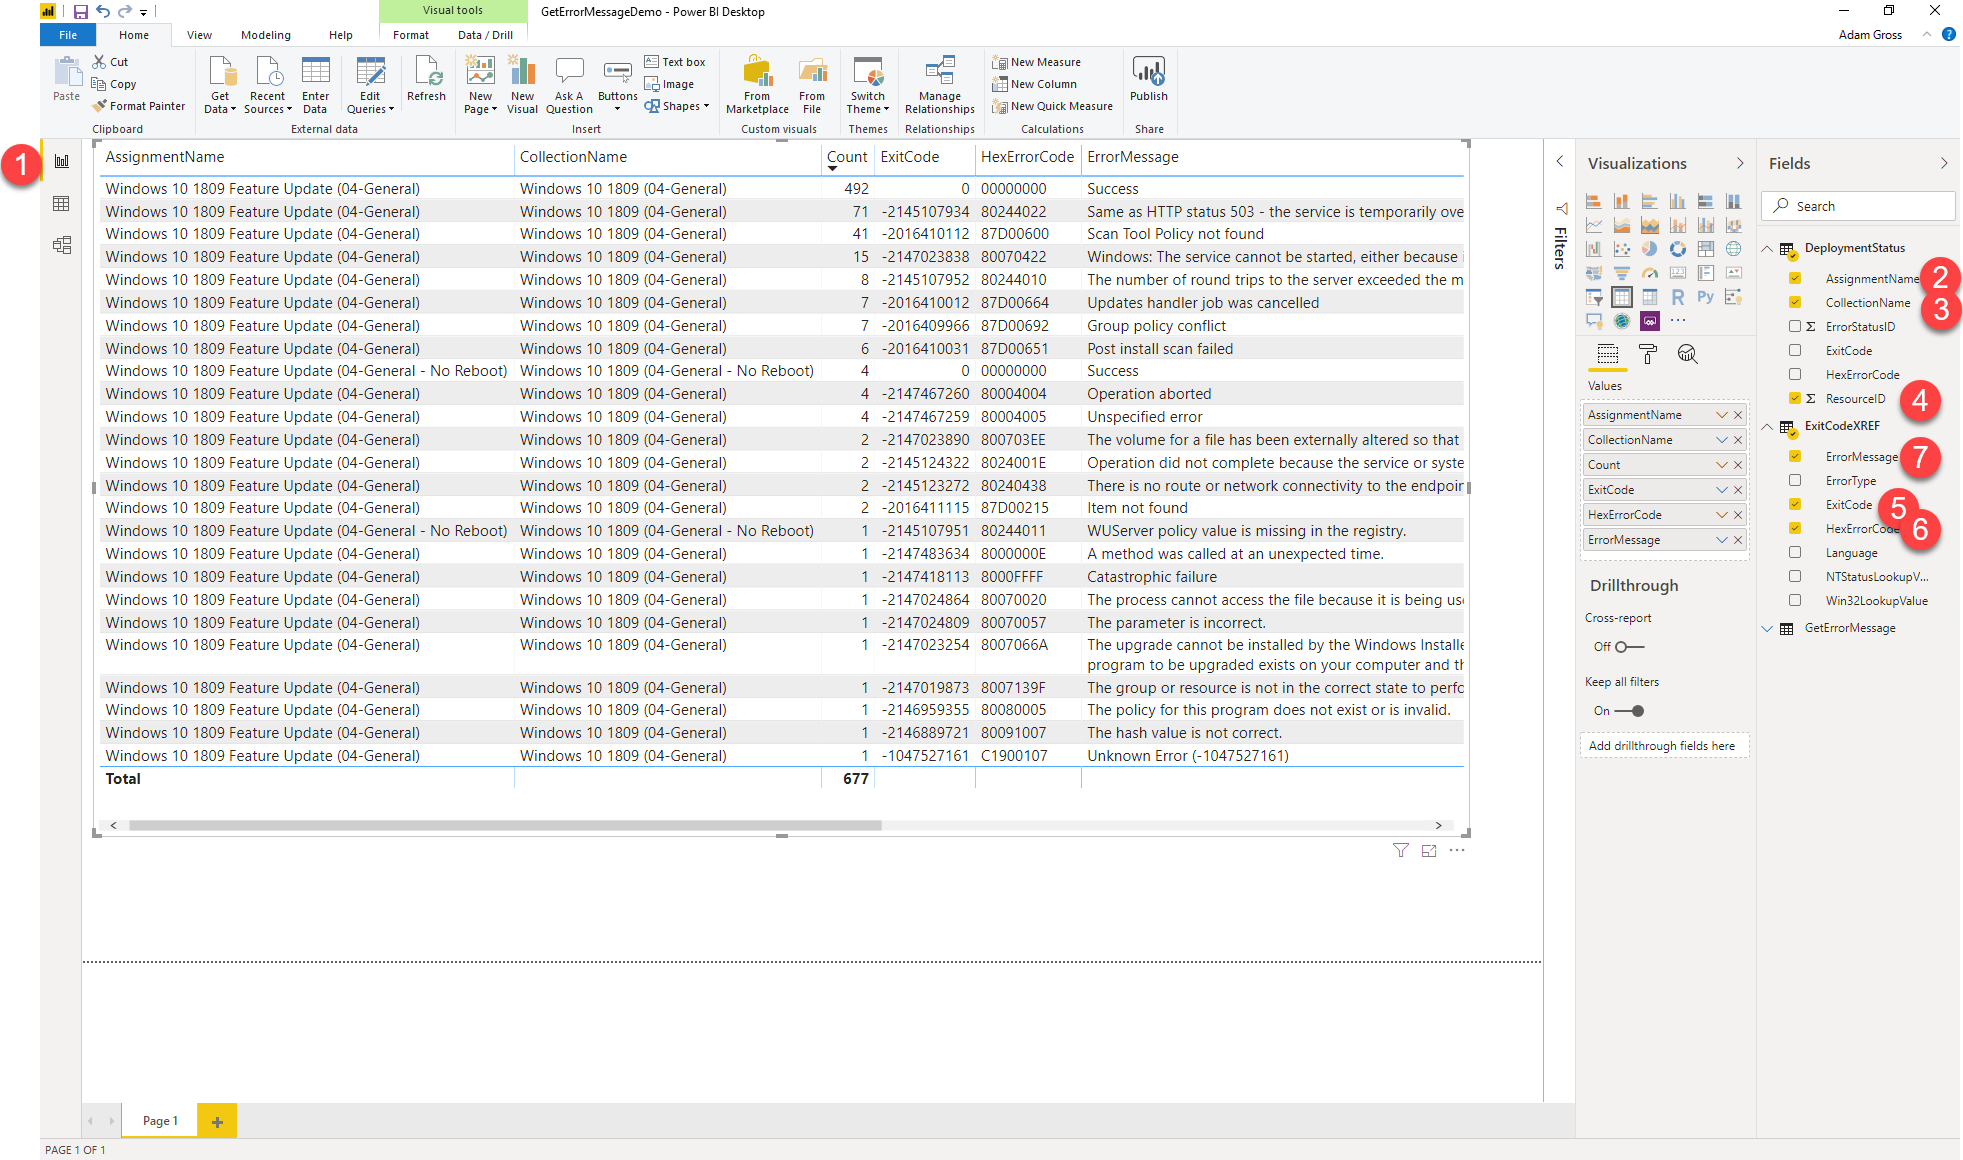 Visual tools
GetErrorMessageDemo - Power BI Desktop
File Home View Modeling Help Format Data / Drill
Adam Gross
Paste
Cut
Copy
Format Painter
Clipboard
Get Data
Recent Sources
Enter Data
Edit Queries
Refresh
External data
New Page
New Visual
Ask A Question
Buttons
Text box
Image
Shapes
Insert
From Marketplace
From File
Custom visuals
Switch Theme
Themes
Manage Relationships
Relationships
New Measure
New Column
New Quick Measure
Calculations
Publish
Share
1
AssignmentName CollectionName Count ExitCode HexErrorCode ErrorMessage
Windows 10 1809 Feature Update (04-General) Windows 10 1809 (04-General) 492 0 00000000 Success
Windows 10 1809 Feature Update (04-General) Windows 10 1809 (04-General) 71 -2145107934 80244022 Same as HTTP status 503 - the service is temporarily ove
Windows 10 1809 Feature Update (04-General) Windows 10 1809 (04-General) 41 -2016410112 87D00600 Scan Tool Policy not found
Windows 10 1809 Feature Update (04-General) Windows 10 1809 (04-General) 15 -2147023838 80070422 Windows: The service cannot be started, either because i
Windows 10 1809 Feature Update (04-General) Windows 10 1809 (04-General) 8 -2145107952 80244010 The number of round trips to the server exceeded the m
Windows 10 1809 Feature Update (04-General) Windows 10 1809 (04-General) 7 -2016410012 87D00664 Updates handler job was cancelled
Windows 10 1809 Feature Update (04-General) Windows 10 1809 (04-General) 7 -2016409966 87D00692 Group policy conflict
Windows 10 1809 Feature Update (04-General) Windows 10 1809 (04-General) 6 -2016410031 87D00651 Post install scan failed
Windows 10 1809 Feature Update (04-General - No Reboot) Windows 10 1809 (04-General - No Reboot) 4 0 00000000 Success
Windows 10 1809 Feature Update (04-General) Windows 10 1809 (04-General) 4 -2147467260 80004004 Operation aborted
Windows 10 1809 Feature Update (04-General) Windows 10 1809 (04-General) 4 -2147467259 80004005 Unspecified error
Windows 10 1809 Feature Update (04-General) Windows 10 1809 (04-General) 2 -2147023890 800703EE The volume for a file has been externally altered so that
Windows 10 1809 Feature Update (04-General) Windows 10 1809 (04-General) 2 -2145124322 8024001E Operation did not complete because the service or syste
Windows 10 1809 Feature Update (04-General) Windows 10 1809 (04-General) 2 -2145123272 80240438 There is no route or network connectivity to the endpoin
Windows 10 1809 Feature Update (04-General) Windows 10 1809 (04-General) 2 -2016411115 87D00215 Item not found
Windows 10 1809 Feature Update (04-General - No Reboot) Windows 10 1809 (04-General - No Reboot) 1 -2145107951 80244011 WUServer policy value is missing in the registry.
Windows 10 1809 Feature Update (04-General) Windows 10 1809 (04-General) 1 -2147483634 8000000E A method was called at an unexpected time.
Windows 10 1809 Feature Update (04-General) Windows 10 1809 (04-General) 1 -2147418113 8000FFFF Catastrophic failure
Windows 10 1809 Feature Update (04-General) Windows 10 1809 (04-General) 1 -2147024864 80070020 The process cannot access the file because it is being use
Windows 10 1809 Feature Update (04-General) Windows 10 1809 (04-General) 1 -2147024809 80070057 The parameter is incorrect.
Windows 10 1809 Feature Update (04-General) Windows 10 1809 (04-General) 1 -2147023254 8007066A The upgrade cannot be installed by the Windows Installe
program to be upgraded exists on your computer and th
Windows 10 1809 Feature Update (04-General) Windows 10 1809 (04-General) 1 -2147019873 8007139F The group or resource is not in the correct state to perfo
Windows 10 1809 Feature Update (04-General) Windows 10 1809 (04-General) 1 -2146959355 80080005 The policy for this program does not exist or is invalid.
Windows 10 1809 Feature Update (04-General) Windows 10 1809 (04-General) 1 -2146889721 80091007 The hash value is not correct.
Windows 10 1809 Feature Update (04-General) Windows 10 1809 (04-General) 1 -1047527161 C1900107 Unknown Error (-1047527161)
Total 677
Filters
Visualizations
R Py
Values
AssignmentName
CollectionName
Count
ExitCode
HexErrorCode
ErrorMessage
Drillthrough
Cross-report
Off
Keep all filters
On
Add drillthrough fields here
Fields
Search
DeploymentStatus
AssignmentName 2
CollectionName 3
Σ ErrorStatusID
ExitCode
HexErrorCode
Σ ResourceID 4
ExitCodeXREF
ErrorMessage 7
ErrorType
ExitCode 5
HexErrorCode 6
Language
NTStatusLookupV...
Win32LookupValue
GetErrorMessage
Page 1
PAGE 1 OF 1